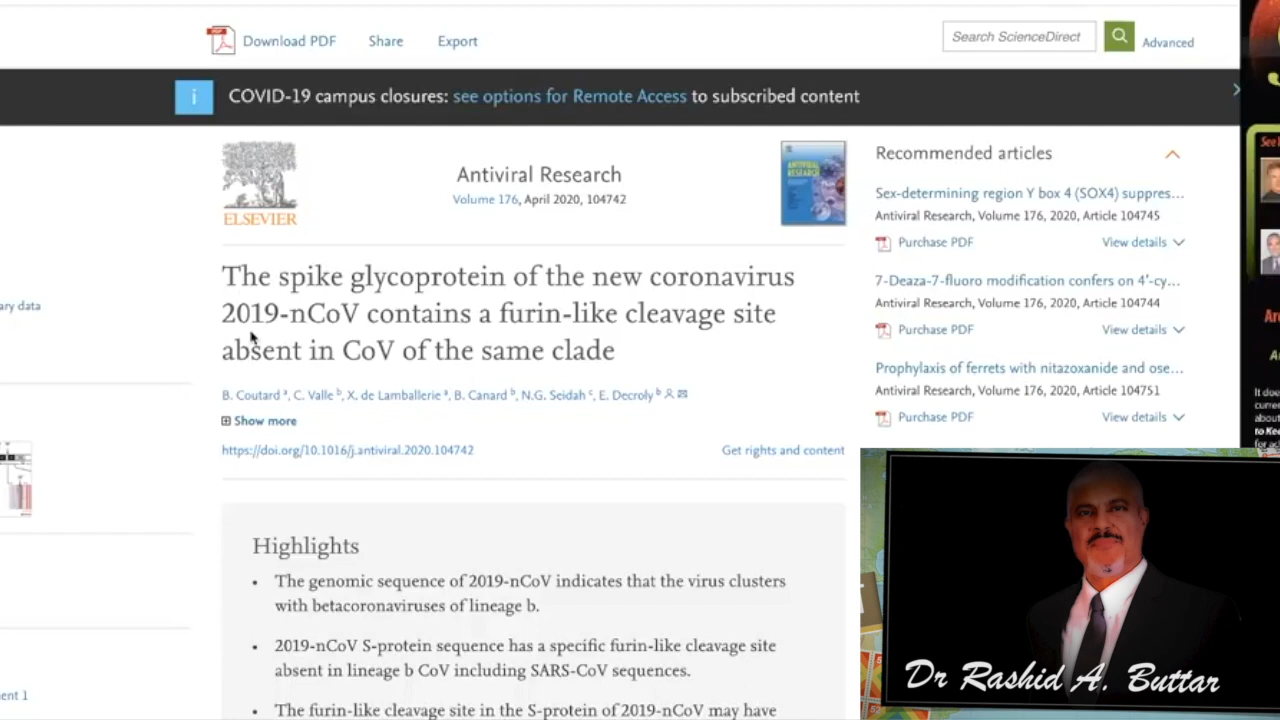 Download PDF
Share
Export
Search ScienceDirect
Advanced
i
COVID-19 campus closures: see options for Remote Access to subscribed content
ELSEVIER
Antiviral Research
Volume 176, April 2020, 104742
ANTIVIRAL
RESEARCH
The spike glycoprotein of the new coronavirus
2019-nCoV contains a furin-like cleavage site
absent in CoV of the same clade
B. Coutard a, C. Valle b, X. de Lamballerie a, B. Canard b, N.G. Seidah c, E. Decroly b
Show more
https://doi.org/10.1016/j.antiviral.2020.104742
Get rights and content
Highlights
• The genomic sequence of 2019-nCoV indicates that the virus clusters
with betacoronaviruses of lineage b.
• 2019-nCoV S-protein sequence has a specific furin-like cleavage site
absent in lineage b CoV including SARS-CoV sequences.
• The furin-like cleavage site in the S-protein of 2019-nCoV may have
Recommended articles
Sex-determining region Y box 4 (SOX4) suppres...
Antiviral Research, Volume 176, 2020, Article 104745
Purchase PDF
View details
7-Deaza-7-fluoro modification confers on 4′-cy...
Antiviral Research, Volume 176, 2020, Article 104744
Purchase PDF
View details
Prophylaxis of ferrets with nitazoxanide and ose...
Antiviral Research, Volume 176, 2020, Article 104751
Purchase PDF
View details
ary data
ent 1
Dr Rashid A. Buttar
See
It
about
to